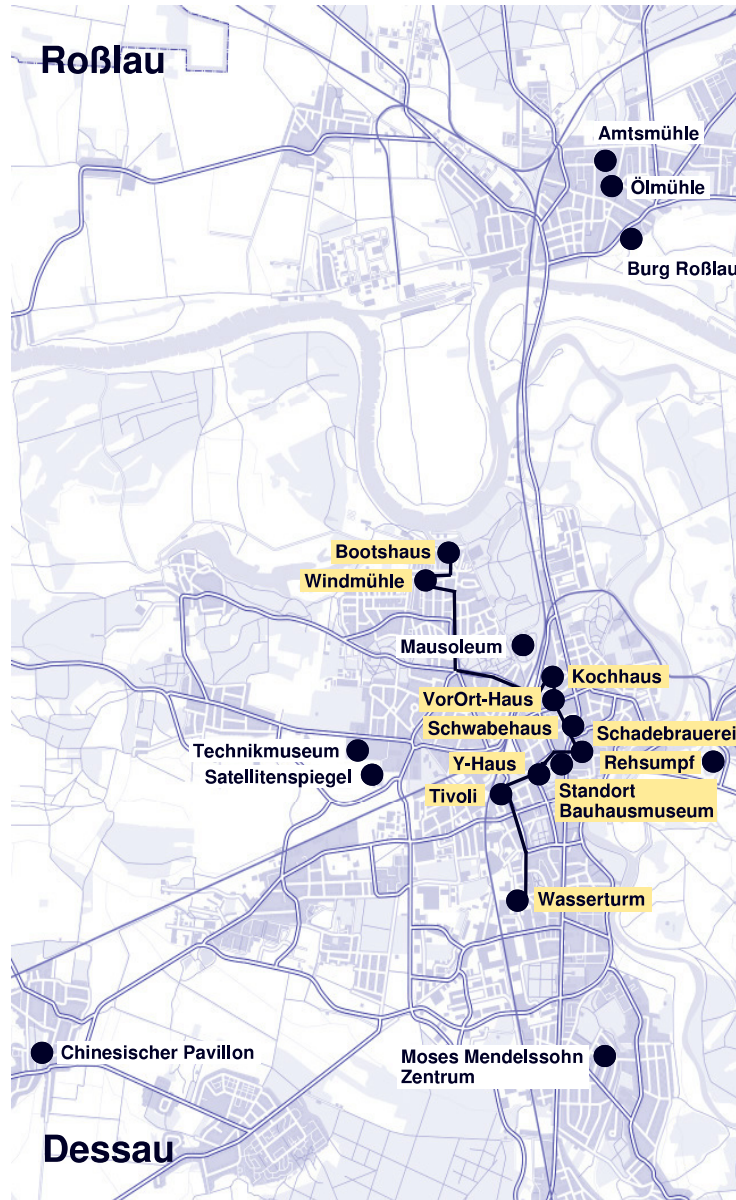 Roßlau
Amtsmühle
Ölmühle
Burg Roßlau
Bootshaus
Windmühle
Mausoleum
Kochhaus
VorOrt-Haus
Schwabehaus
Schadebrauerei
Technikmuseum
Y-Haus
Rehsumpf
Satellitenspiegel
Tivoli
Standort
Bauhausmuseum
Wasserturm
Chinesischer Pavillon
Moses Mendelssohn
Zentrum
Dessau